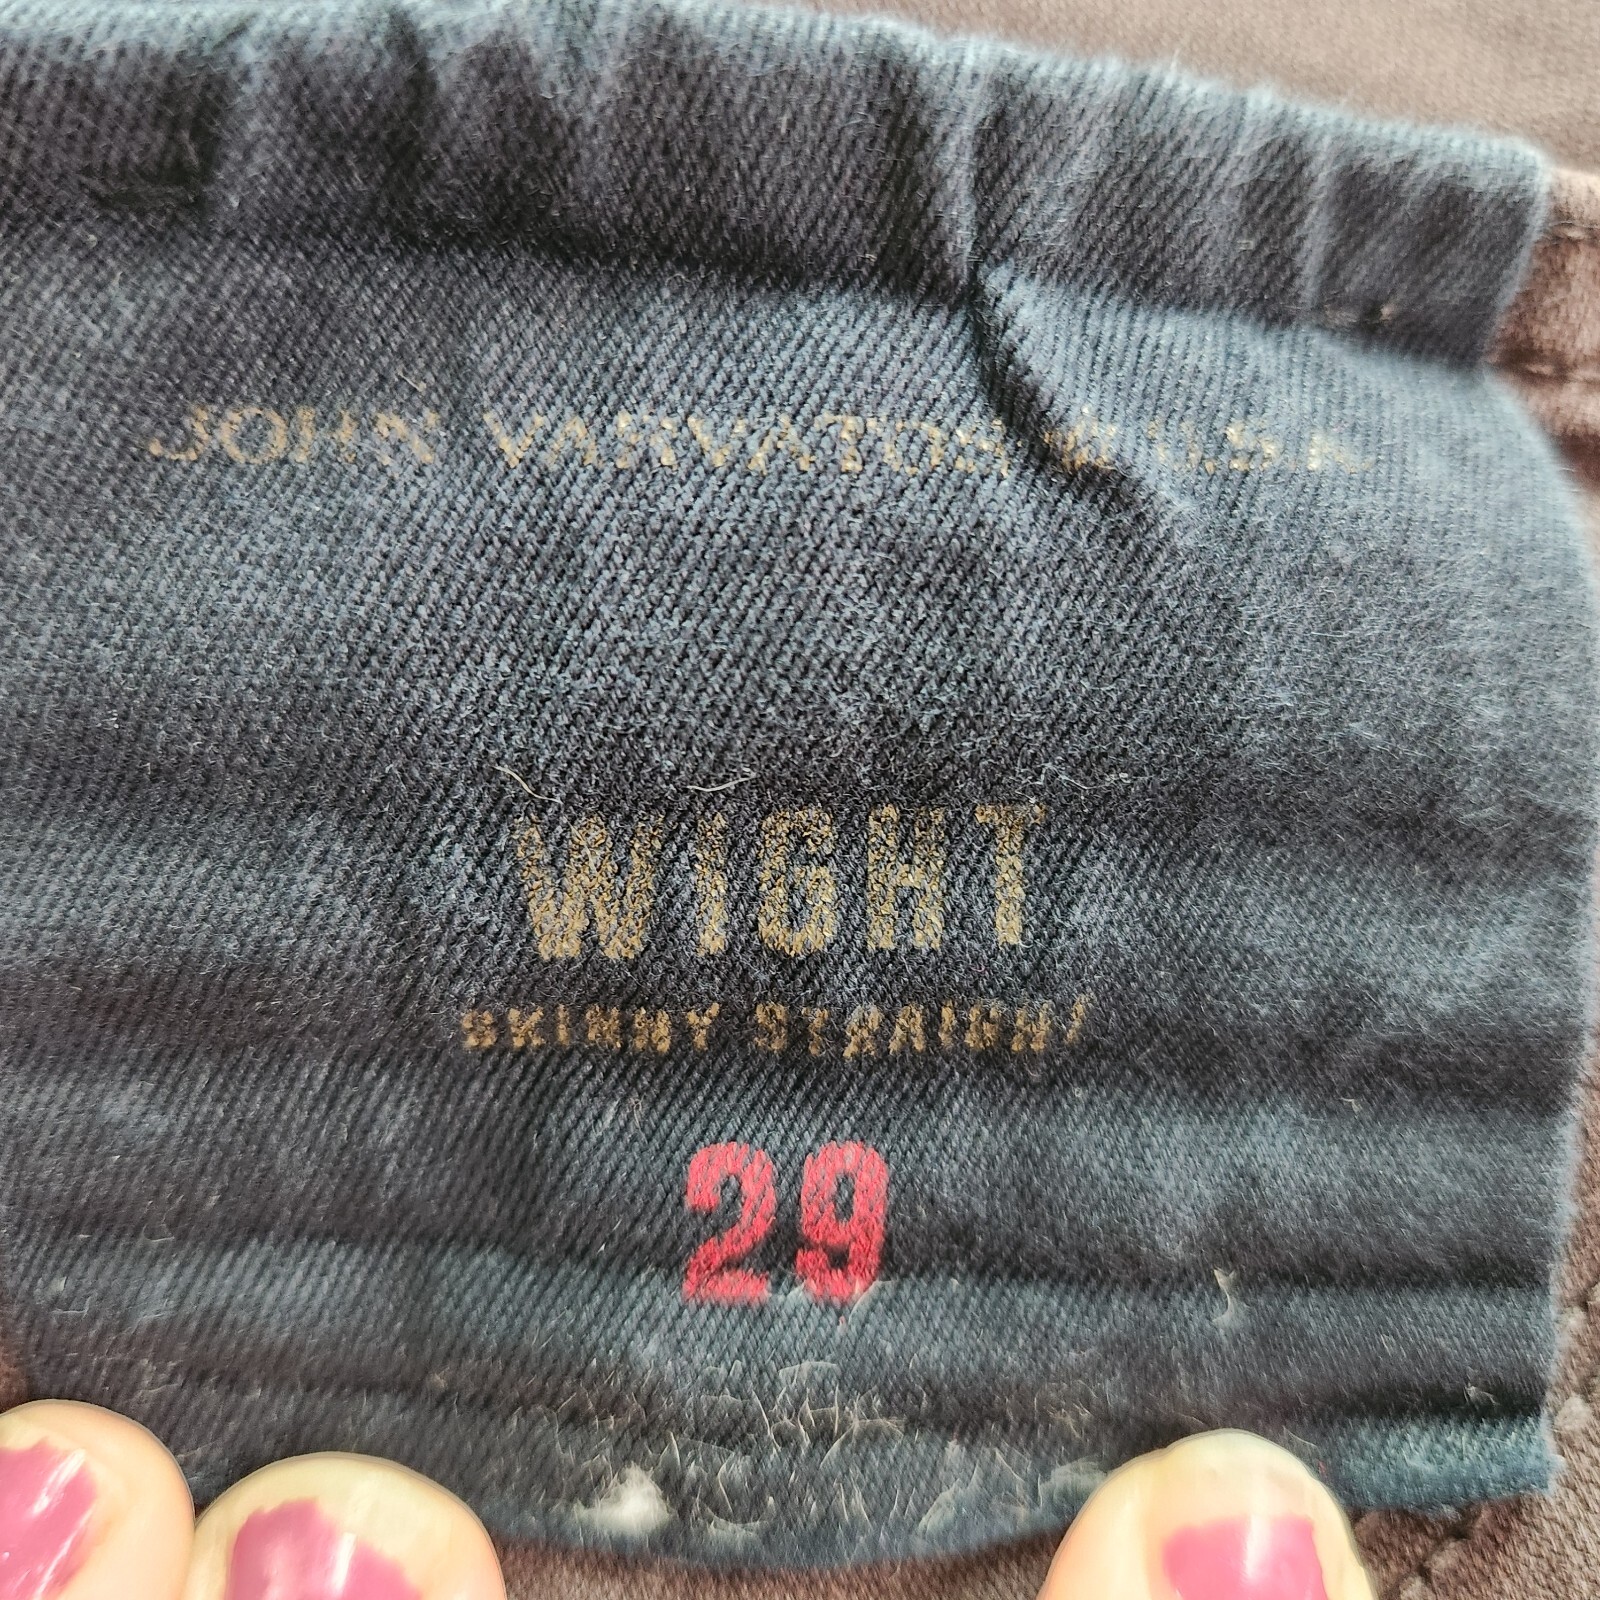 JOHN VARVATOS ★ U.S.A.
WIGHT
SKINNY STRAIGHT
29